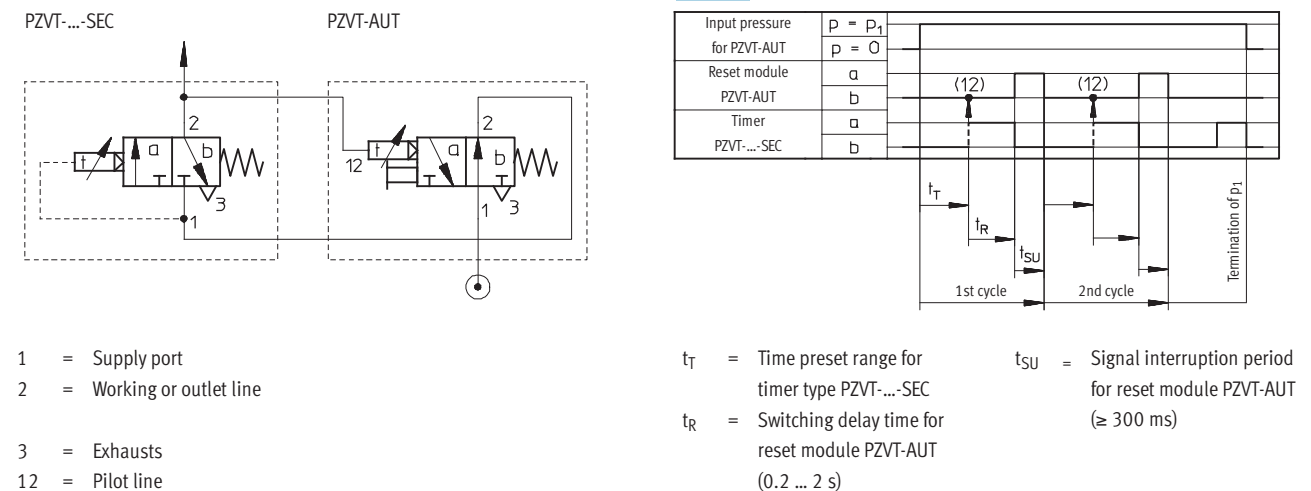 PZVT-...-SEC
PZVT-AUT
t
a
b
2
3
1
12
t
a
b
2
1
3
Input pressure
for PZVT-AUT
p = p1
p = 0
Reset module
PZVT-AUT
a
b
Timer
PZVT-...-SEC
a
b
(12)
(12)
tT
tR
tSU
1st cycle
2nd cycle
Termination of p1
1 = Supply port
2 = Working or outlet line
3 = Exhausts
12 = Pilot line
tT = Time preset range for
timer type PZVT-...-SEC
tR = Switching delay time for
reset module PZVT-AUT
(0.2 ... 2 s)
tSU = Signal interruption period
for reset module PZVT-AUT
(≥ 300 ms)